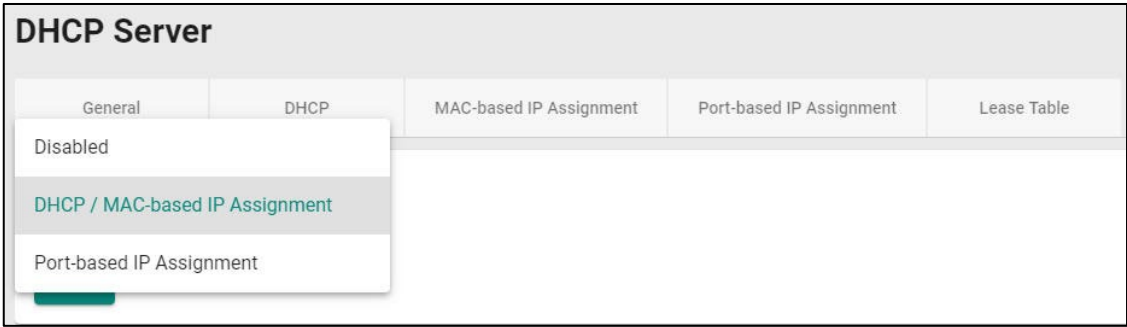 DHCP Server
General DHCP MAC-based IP Assignment Port-based IP Assignment Lease Table
Disabled
DHCP / MAC-based IP Assignment
Port-based IP Assignment